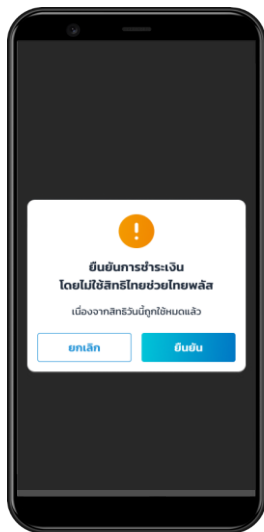 ยืนยันการชำระเงิน
โดยไม่ใช้สิทธิไทยช่วยไทยพลัส
เนื่องจากสิทธิวันนี้ถูกใช้หมดแล้ว
ยกเลิก
ยืนยัน